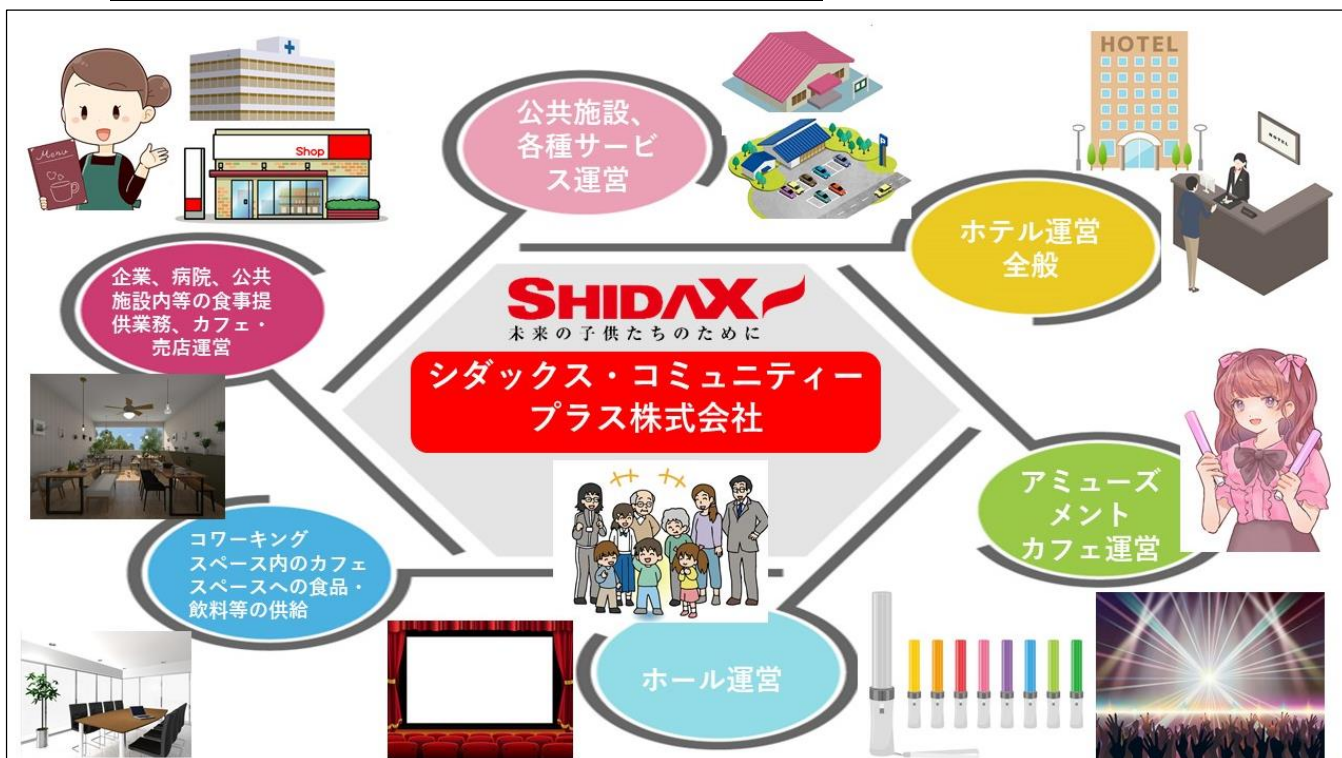 Menu
Shop
公共施設、
各種サービ
ス運営
HOTEL
HOTEL
ホテル運営
全般
企業、病院、公共
施設内等の食事提
供業務、カフェ・
売店運営
SHIDAX
未来の子供たちのために
シダックス・コミュニティー
プラス株式会社
アミューズ
メント
カフェ運営
コワーキング
スペース内のカフェ
スペースへの食品・
飲料等の供給
ホール運営